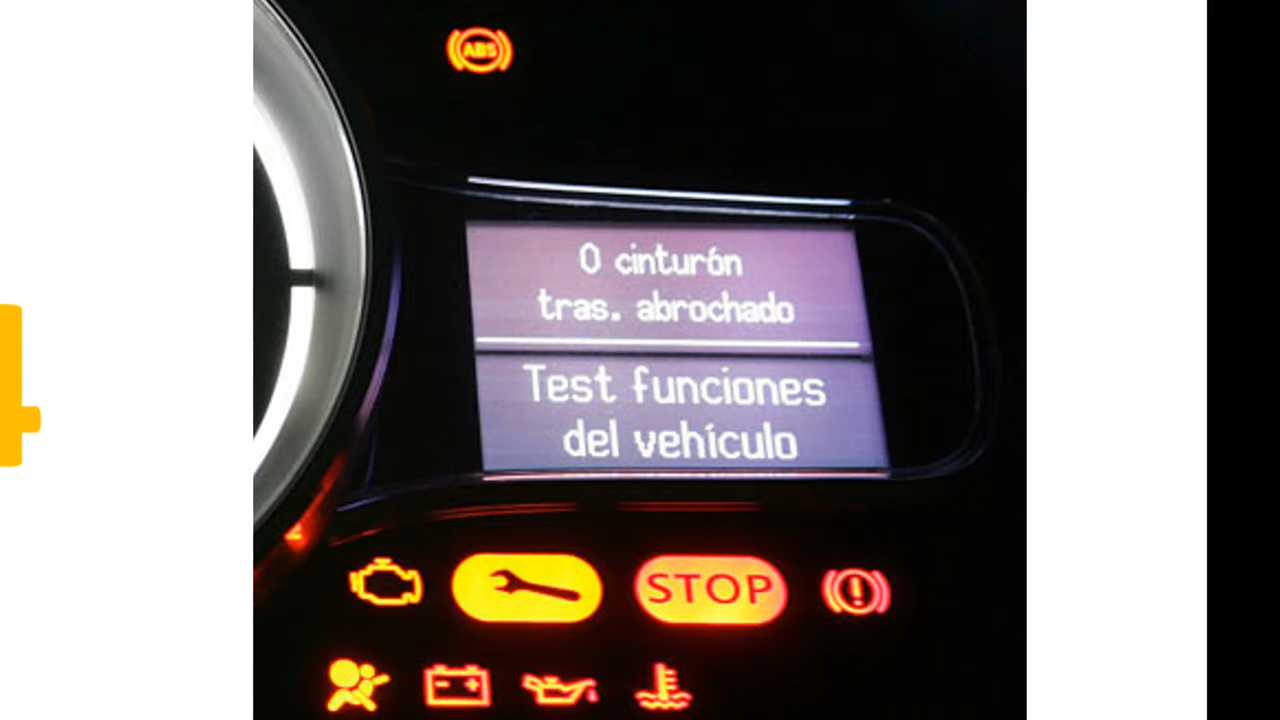 ABS
0 cinturón
tras. abrochado
Test funciones
del vehículo
STOP